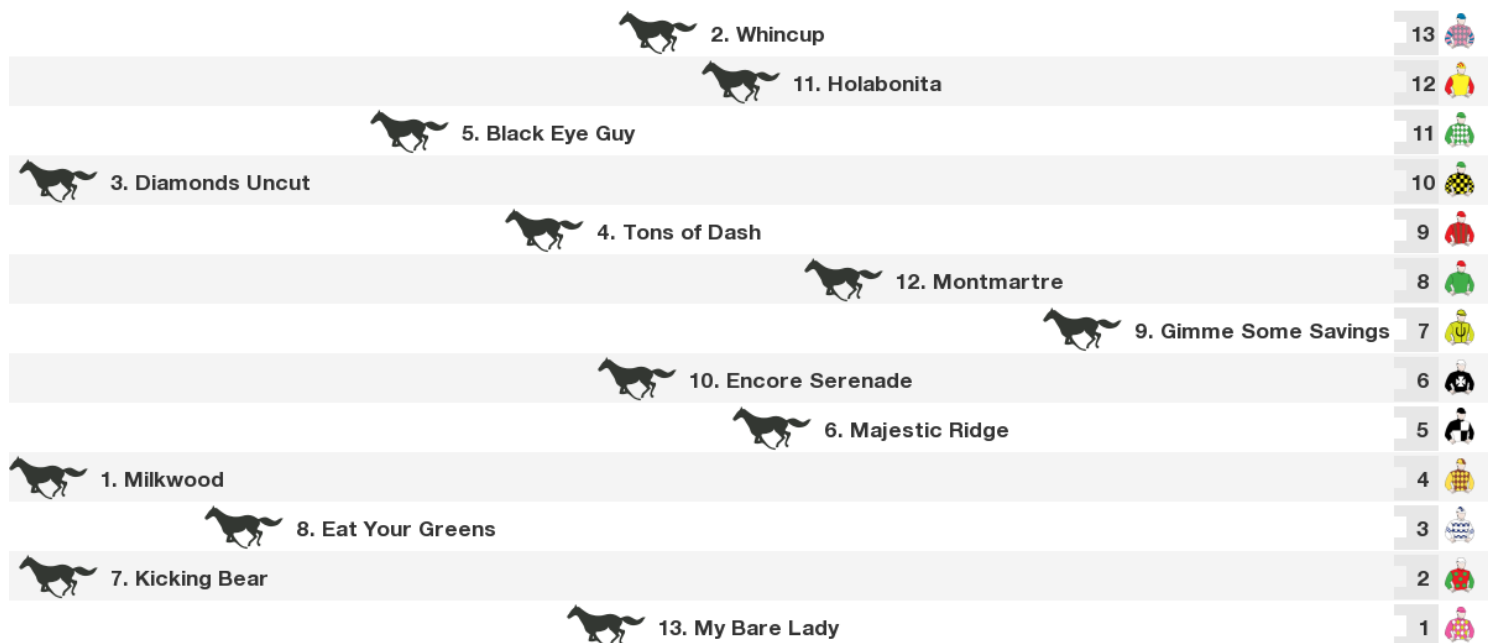 2. Whincup 13
11. Holabonita 12
5. Black Eye Guy 11
3. Diamonds Uncut 10
4. Tons of Dash 9
12. Montmartre 8
9. Gimme Some Savings 7
10. Encore Serenade 6
6. Majestic Ridge 5
1. Milkwood 4
8. Eat Your Greens 3
7. Kicking Bear 2
13. My Bare Lady 1